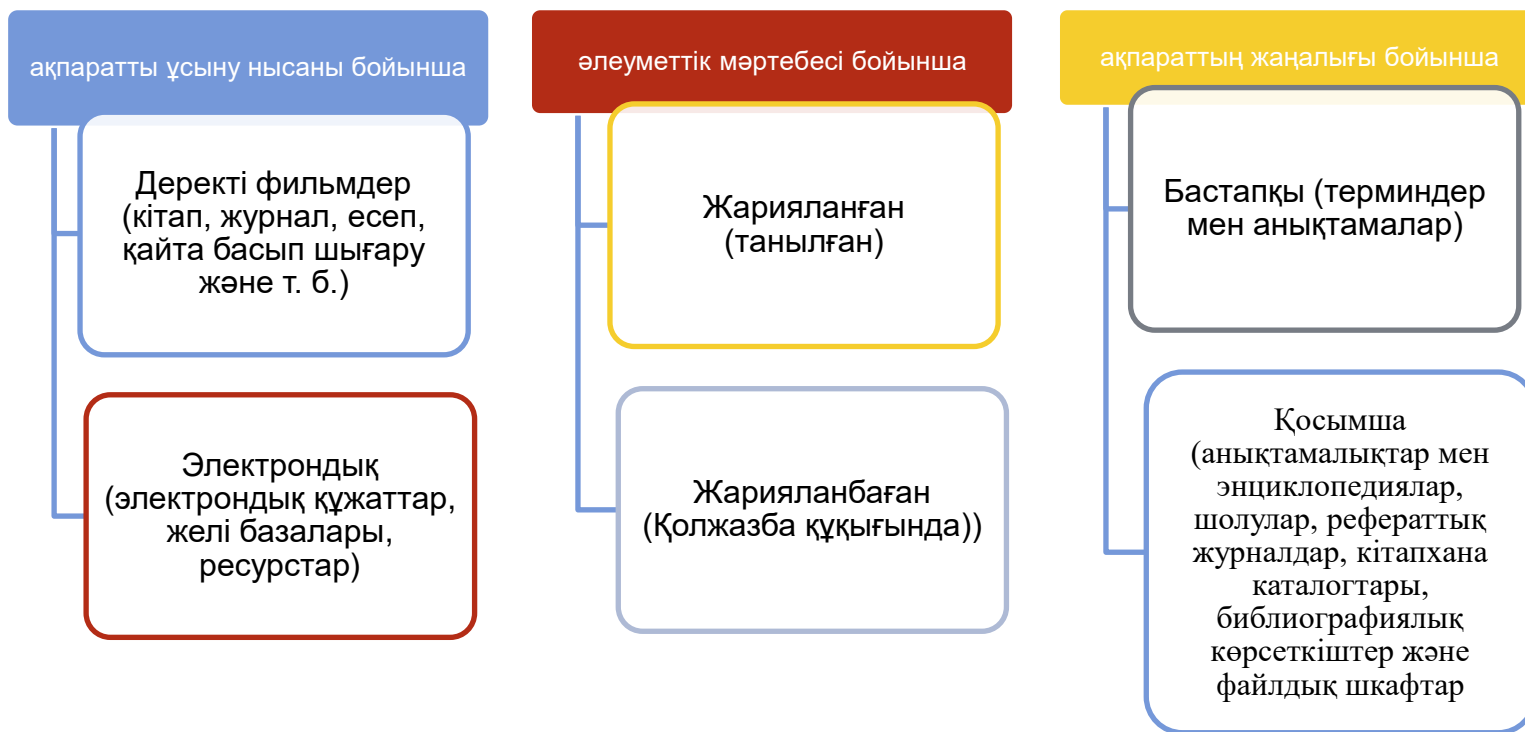 ақпаратты ұсыну нысаны бойынша
Деректі фильмдер
(кітап, журнал, есеп,
қайта басып шығару
және т. б.)
Электрондық
(электрондық құжаттар,
желі базалары,
ресурстар)
әлеуметтік мәртебесі бойынша
Жарияланған
(танылған)
Жарияланбаған
(Қолжазба құқығында))
ақпараттың жаңалығы бойынша
Бастапқы (терминдер
мен анықтамалар)
Қосымша
(анықтамалықтар мен
энциклопедиялар,
шолулар, рефераттық
журналдар, кітапхана
каталогтары,
библиографиялық
көрсеткіштер және
файлдық шкафтар